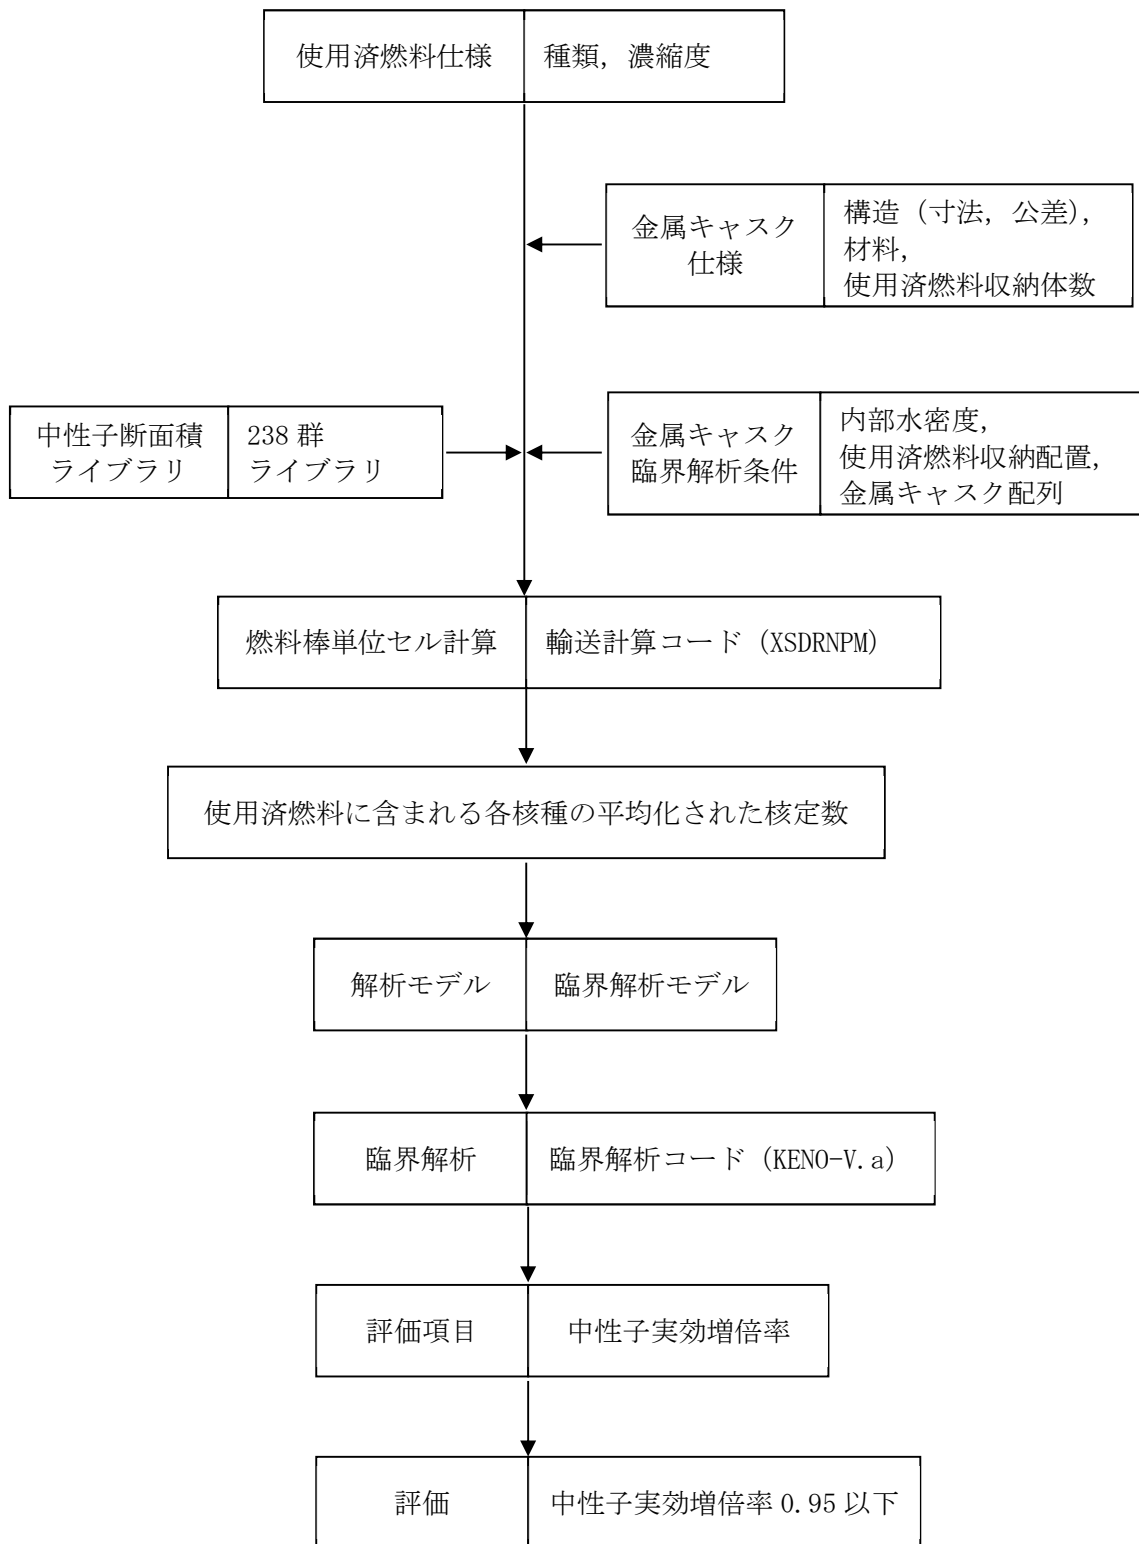 使用済燃料仕様
種類，濃縮度
金属キャスク
仕様
構造（寸法，公差），
材料，
使用済燃料収納体数
中性子断面積
ライブラリ
238 群
ライブラリ
金属キャスク
臨界解析条件
内部水密度，
使用済燃料収納配置，
金属キャスク配列
燃料棒単位セル計算
輸送計算コード（XSDRNPM）
使用済燃料に含まれる各核種の平均化された核定数
解析モデル
臨界解析モデル
臨界解析
臨界解析コード（KENO-V.a）
評価項目
中性子実効増倍率
評価
中性子実効増倍率 0.95 以下